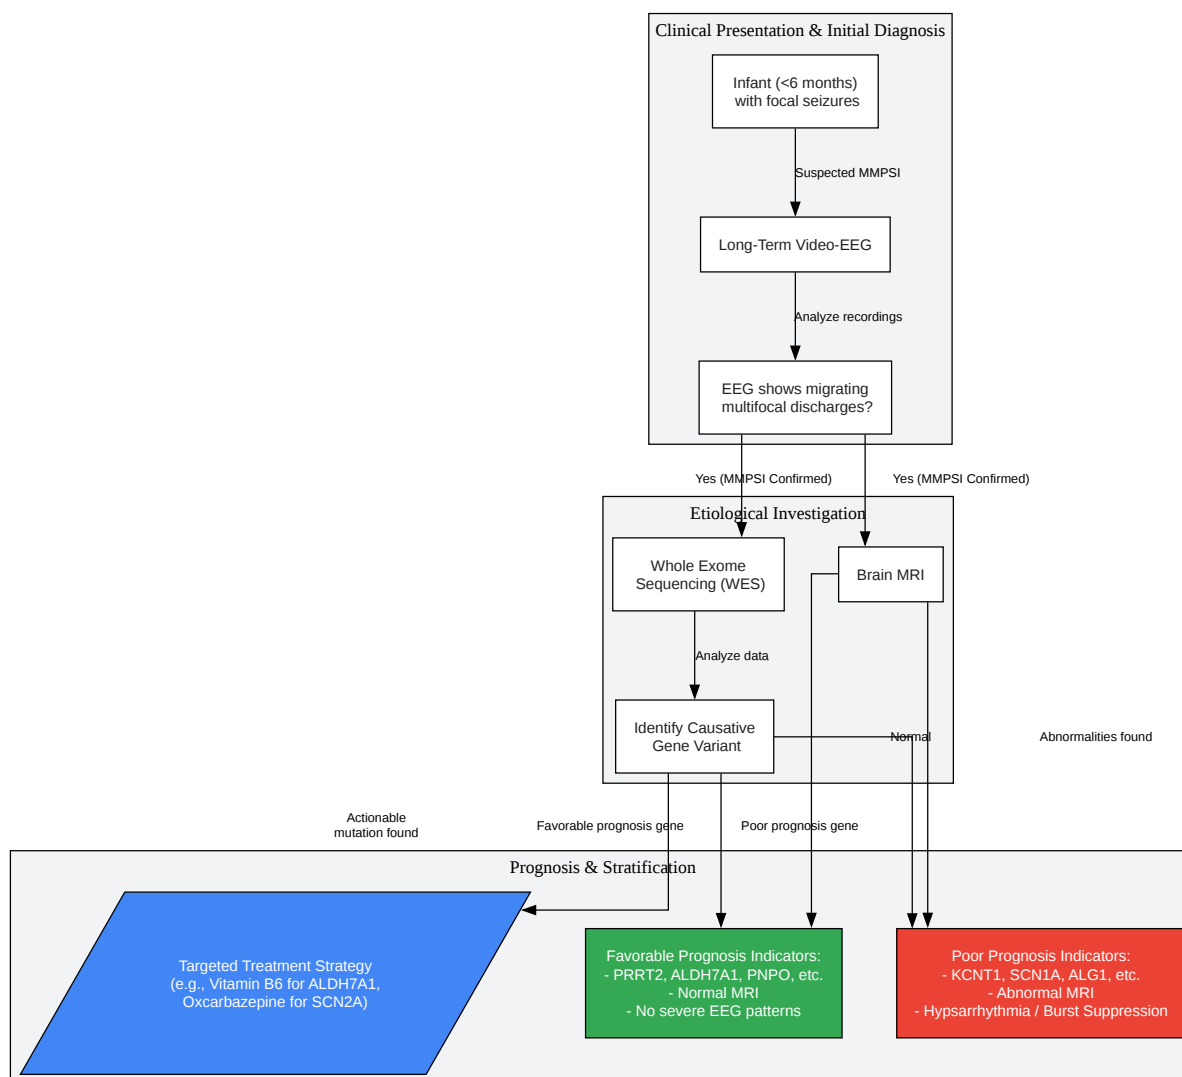 Clinical Presentation & Initial Diagnosis
Infant (<6 months)
with focal seizures
Suspected MMPSI
Long-Term Video-EEG
Analyze recordings
EEG shows migrating
multifocal discharges?
Yes (MMPSI Confirmed)
Yes (MMPSI Confirmed)
Etiological Investigation
Whole Exome
Sequencing (WES)
Brain MRI
Analyze data
Identify Causative
Gene Variant
Normal
Abnormalities found
Actionable
mutation found
Favorable prognosis gene
Poor prognosis gene
Prognosis & Stratification
Targeted Treatment Strategy
(e.g., Vitamin B6 for ALDH7A1,
Oxcarbazepine for SCN2A)
Favorable Prognosis Indicators:
- PRRT2, ALDH7A1, PNPO, etc.
- Normal MRI
- No severe EEG patterns
Poor Prognosis Indicators:
- KCNT1, SCN1A, ALG1, etc.
- Abnormal MRI
- Hypsarrhythmia / Burst Suppression